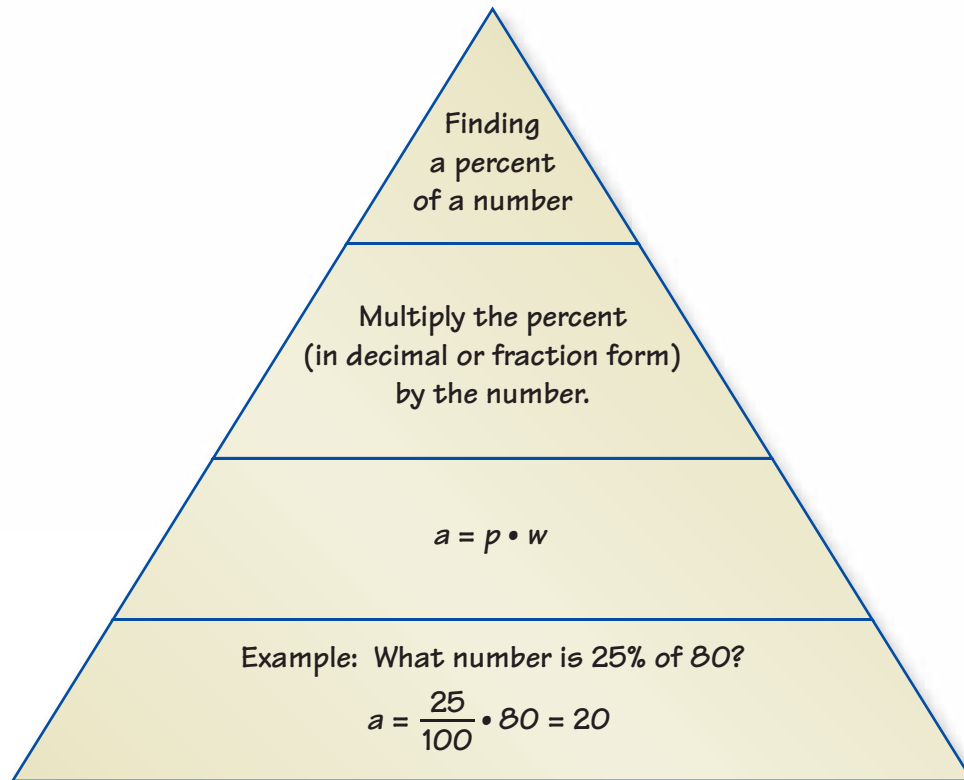 Finding
a percent
of a number
Multiply the percent
(in decimal or fraction form)
by the number.
a = p • w
Example: What number is 25% of 80?
a = 25/100 • 80 = 20